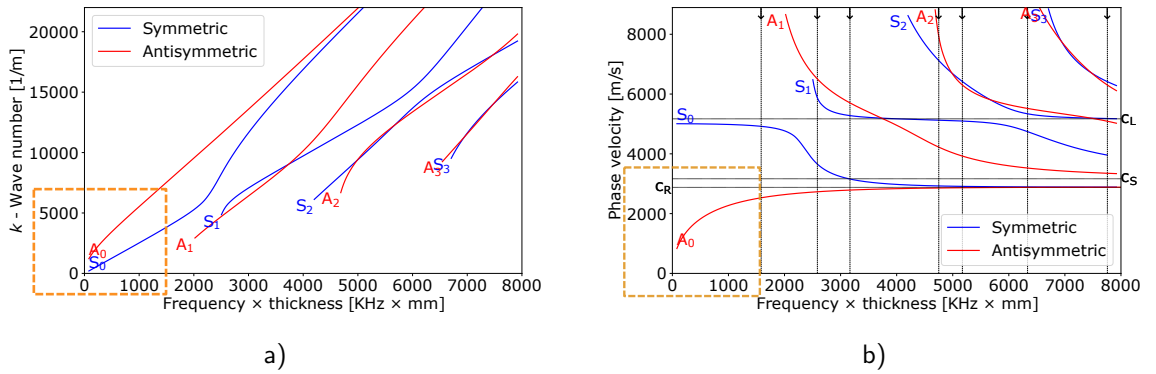 20000
15000
10000
5000
0
k - Wave number [1/m]
Symmetric
Antisymmetric
A0
S0
A1
S1
S2
A2
A3
S3
0 1000 2000 3000 4000 5000 6000 7000 8000
Frequency × thickness [KHz × mm]
a)
8000
6000
4000
2000
0
Phase velocity [m/s]
A1
S2
A2
A3
S3
S1
S0
cL
cS
cR
A0
Symmetric
Antisymmetric
0 1000 2000 3000 4000 5000 6000 7000 8000
Frequency × thickness [KHz × mm]
b)